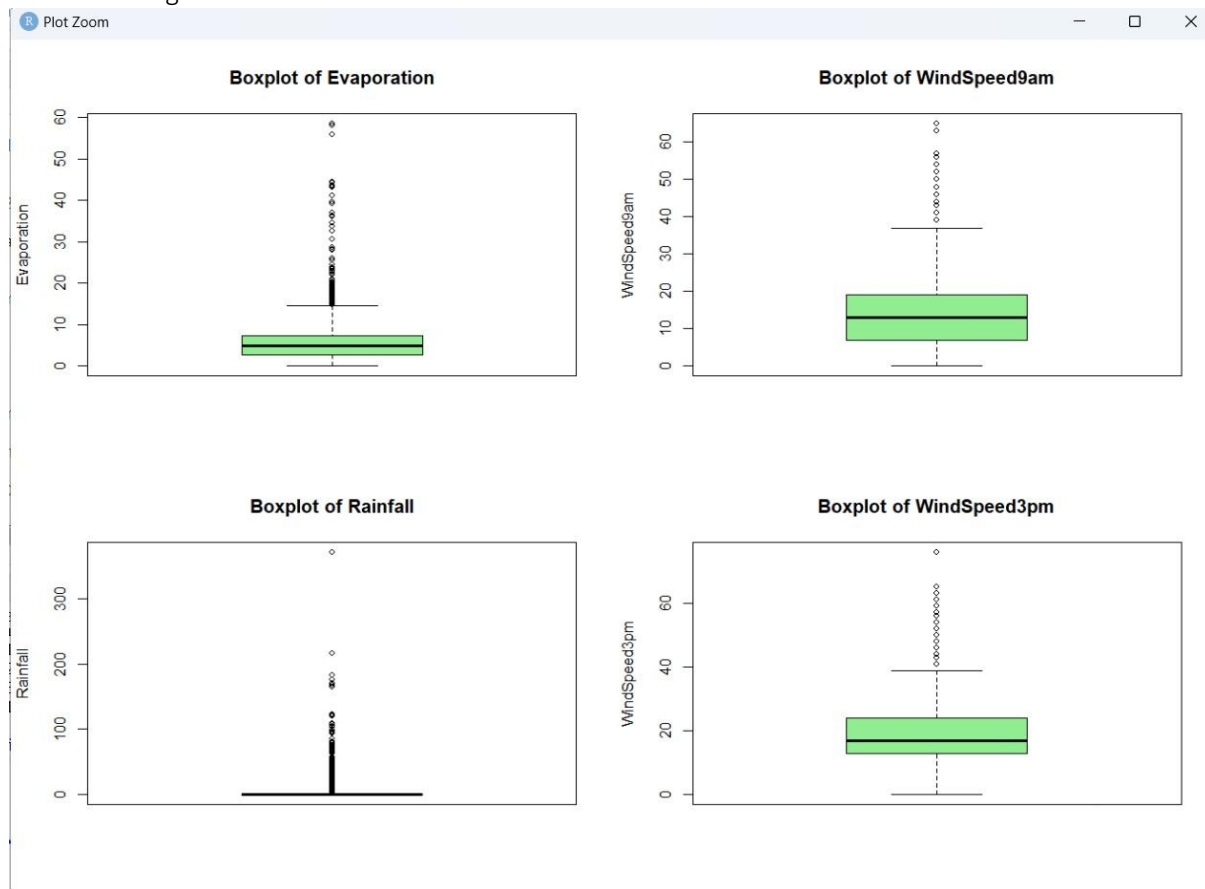 Plot Zoom
Boxplot of Evaporation
Evaporation
0
10
20
30
40
50
60
Boxplot of WindSpeed9am
WindSpeed9am
0
10
20
30
40
50
60
Boxplot of Rainfall
Rainfall
0
100
200
300
Boxplot of WindSpeed3pm
WindSpeed3pm
0
20
40
60